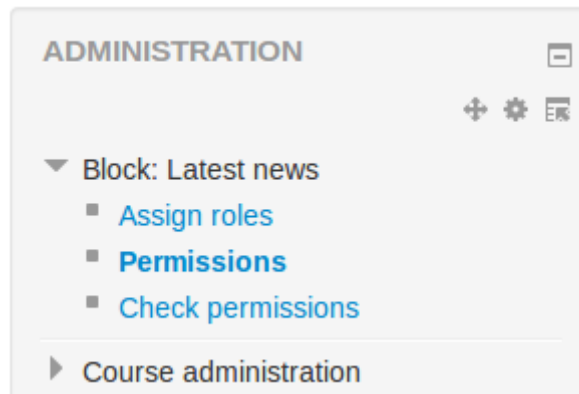 ADMINISTRATION
Block: Latest news
Assign roles
Permissions
Check permissions
Course administration